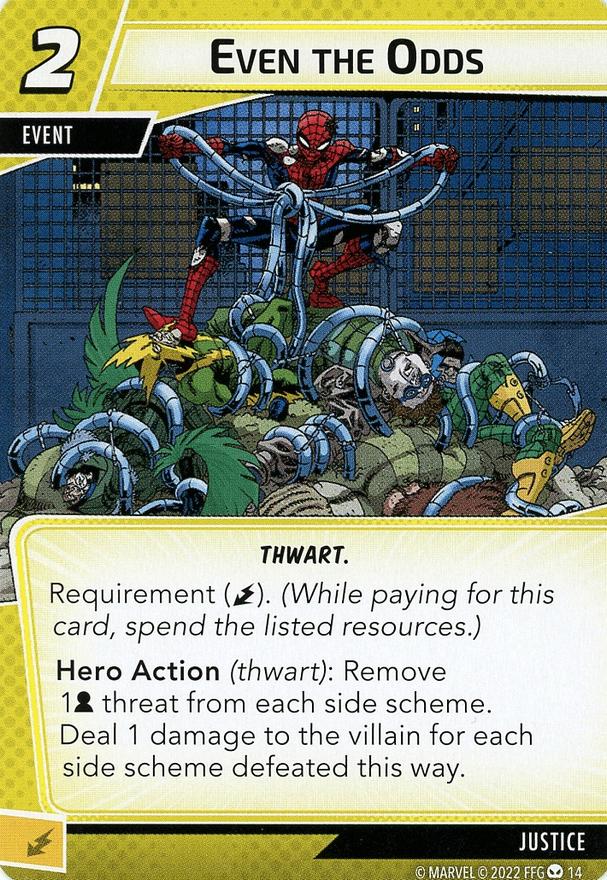 2
EVEN THE ODDS
EVENT
THWART.
Requirement ( ). (While paying for this
card, spend the listed resources.)
Hero Action (thwart): Remove
1 threat from each side scheme.
Deal 1 damage to the villain for each
side scheme defeated this way.
JUSTICE
© MARVEL © 2022 FFG 14